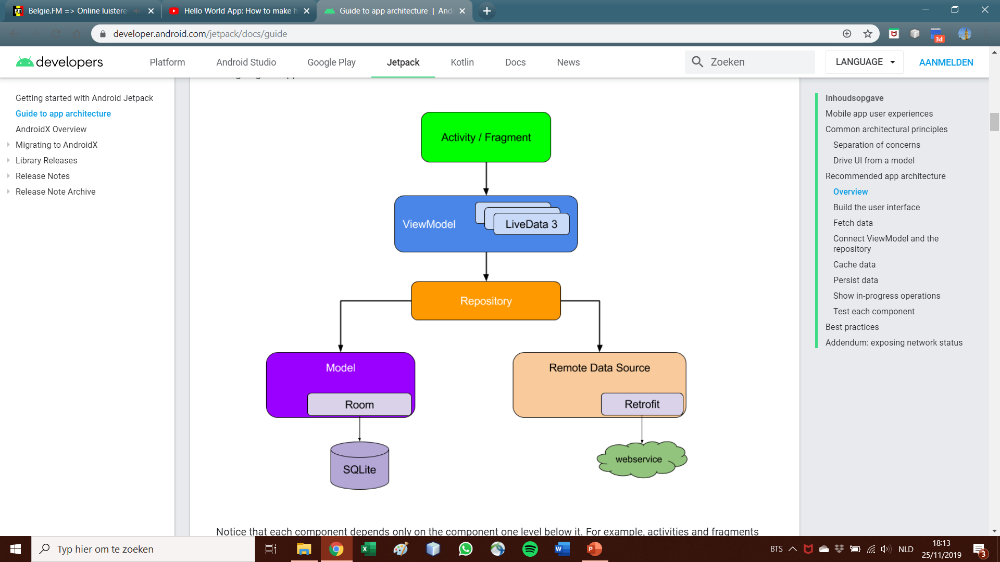 Belgie.FM => Online luistere
Hello World App: How to make h
Guide to app architecture | And
developer.android.com/jetpack/docs/guide
3d
developers
Platform
Android Studio
Google Play
Jetpack
Kotlin
Docs
News
Zoeken
LANGUAGE
AANMELDEN
Getting started with Android Jetpack
Guide to app architecture
AndroidX Overview
Migrating to AndroidX
Library Releases
Release Notes
Release Note Archive
Activity / Fragment
ViewModel
LiveData 3
Repository
Model
Room
Remote Data Source
Retrofit
SQLite
webservice
Notice that each component depends only on the component one level below it. For example, activities and fragments
Inhoudsopgave
Mobile app user experiences
Common architectural principles
Separation of concerns
Drive UI from a model
Recommended app architecture
Overview
Build the user interface
Fetch data
Connect ViewModel and the
repository
Cache data
Persist data
Show in-progress operations
Test each component
Best practices
Addendum: exposing network status
Typ hier om te zoeken
BTS
NLD
18:13
25/11/2019
3